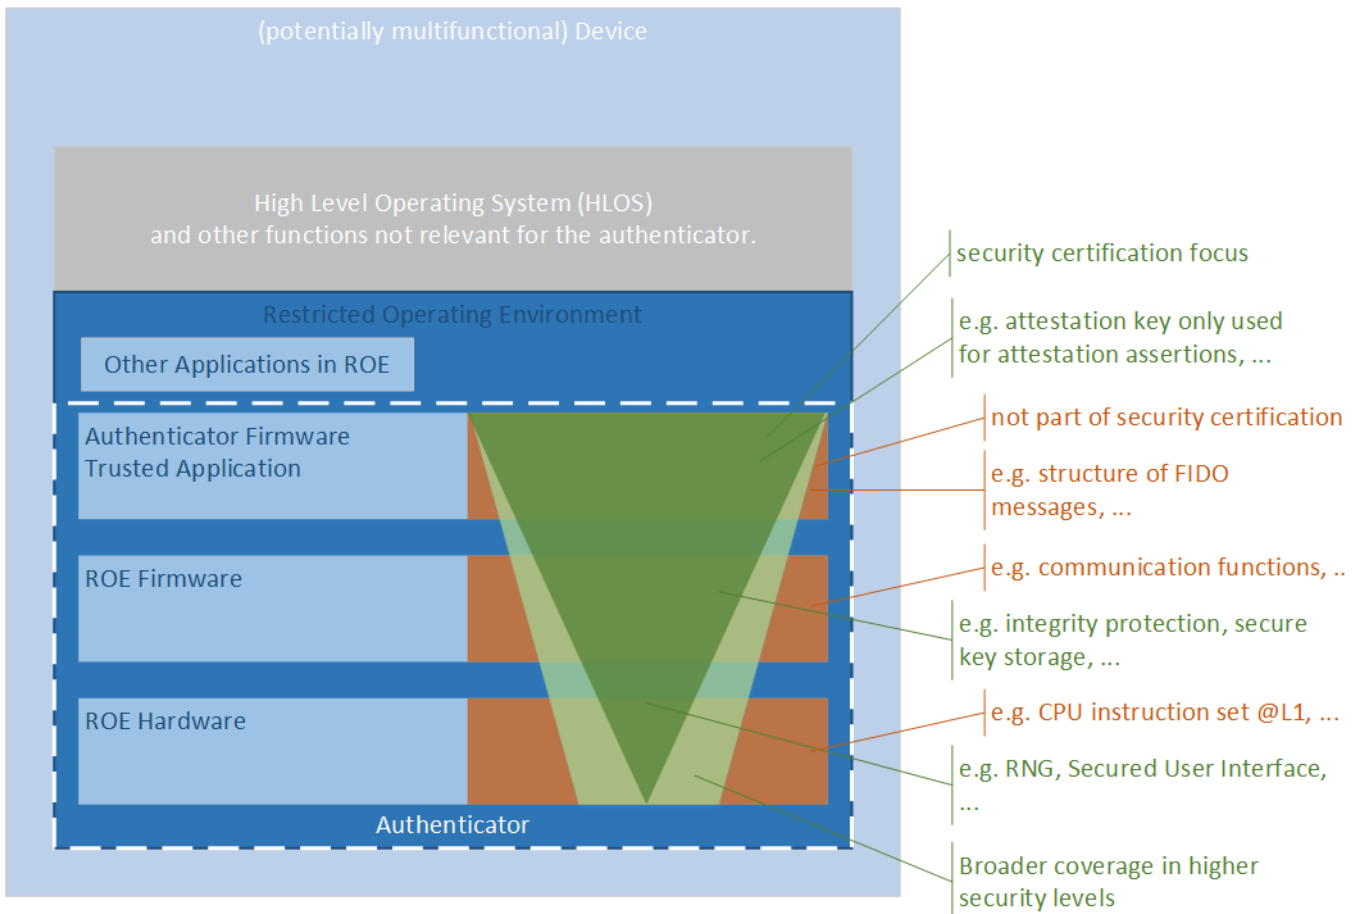 (potentially multifunctional) Device
High Level Operating System (HLOS)
and other functions not relevant for the authenticator.
Restricted Operating Environment
Other Applications in ROE
Authenticator Firmware
Trusted Application
ROE Firmware
ROE Hardware
Authenticator
security certification focus
e.g. attestation key only used
for attestation assertions, ...
not part of security certification
e.g. structure of FIDO
messages, ...
e.g. communication functions, ..
e.g. integrity protection, secure
key storage, ...
e.g. CPU instruction set @L1, ...
e.g. RNG, Secured User Interface,
...
Broader coverage in higher
security levels